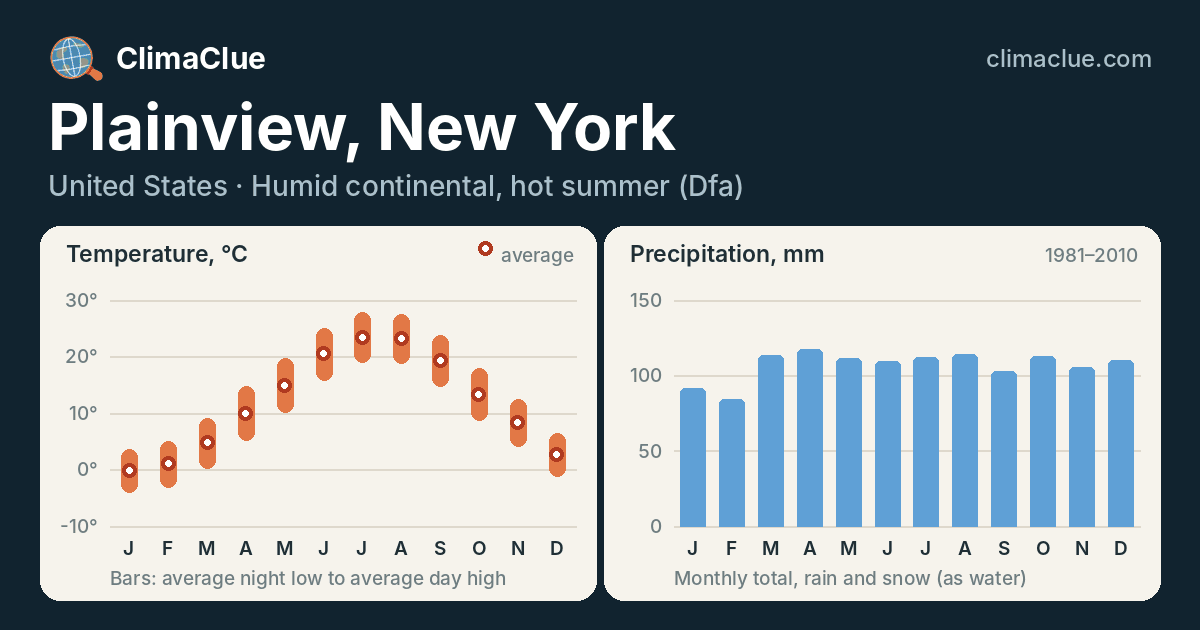 ClimaClue
climaclue.com
Plainview, New York
United States · Humid continental, hot summer (Dfa)
Temperature, °C
average
30°
20°
10°
0°
-10°
J F M A M J J A S O N D
Bars: average night low to average day high
Precipitation, mm
1981–2010
150
100
50
0
J F M A M J J A S O N D
Monthly total, rain and snow (as water)